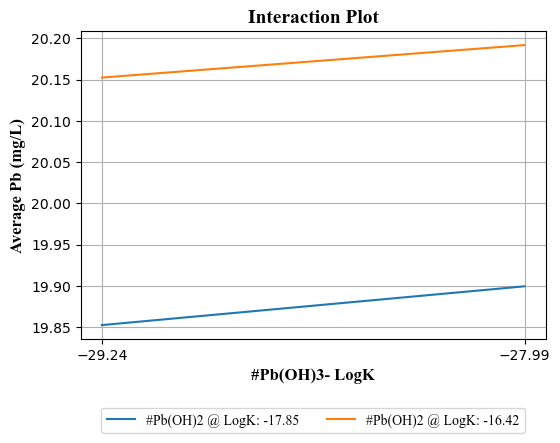 Interaction Plot
20.20
20.15
20.10
20.05
20.00
19.95
19.90
19.85
Average Pb (mg/L)
−29.24 −27.99
#Pb(OH)3- LogK
#Pb(OH)2 @ LogK: -17.85 #Pb(OH)2 @ LogK: -16.42